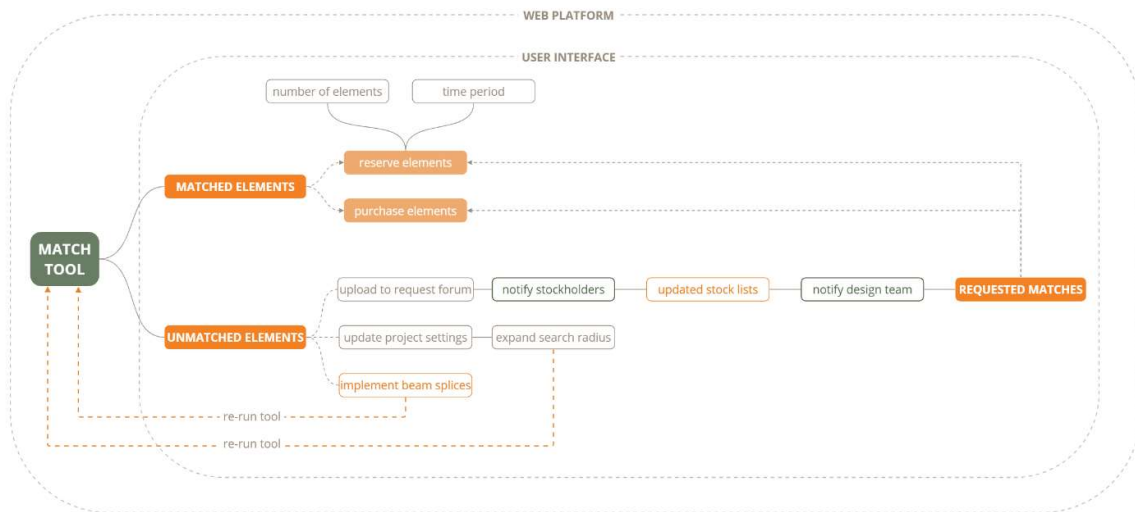 WEB PLATFORM
USER INTERFACE
number of elements
time period
reserve elements
MATCHED ELEMENTS
purchase elements
MATCH
TOOL
upload to request forum
notify stockholders
updated stock lists
notify design team
REQUESTED MATCHES
UNMATCHED ELEMENTS
update project settings
expand search radius
implement beam splices
re-run tool
re-run tool